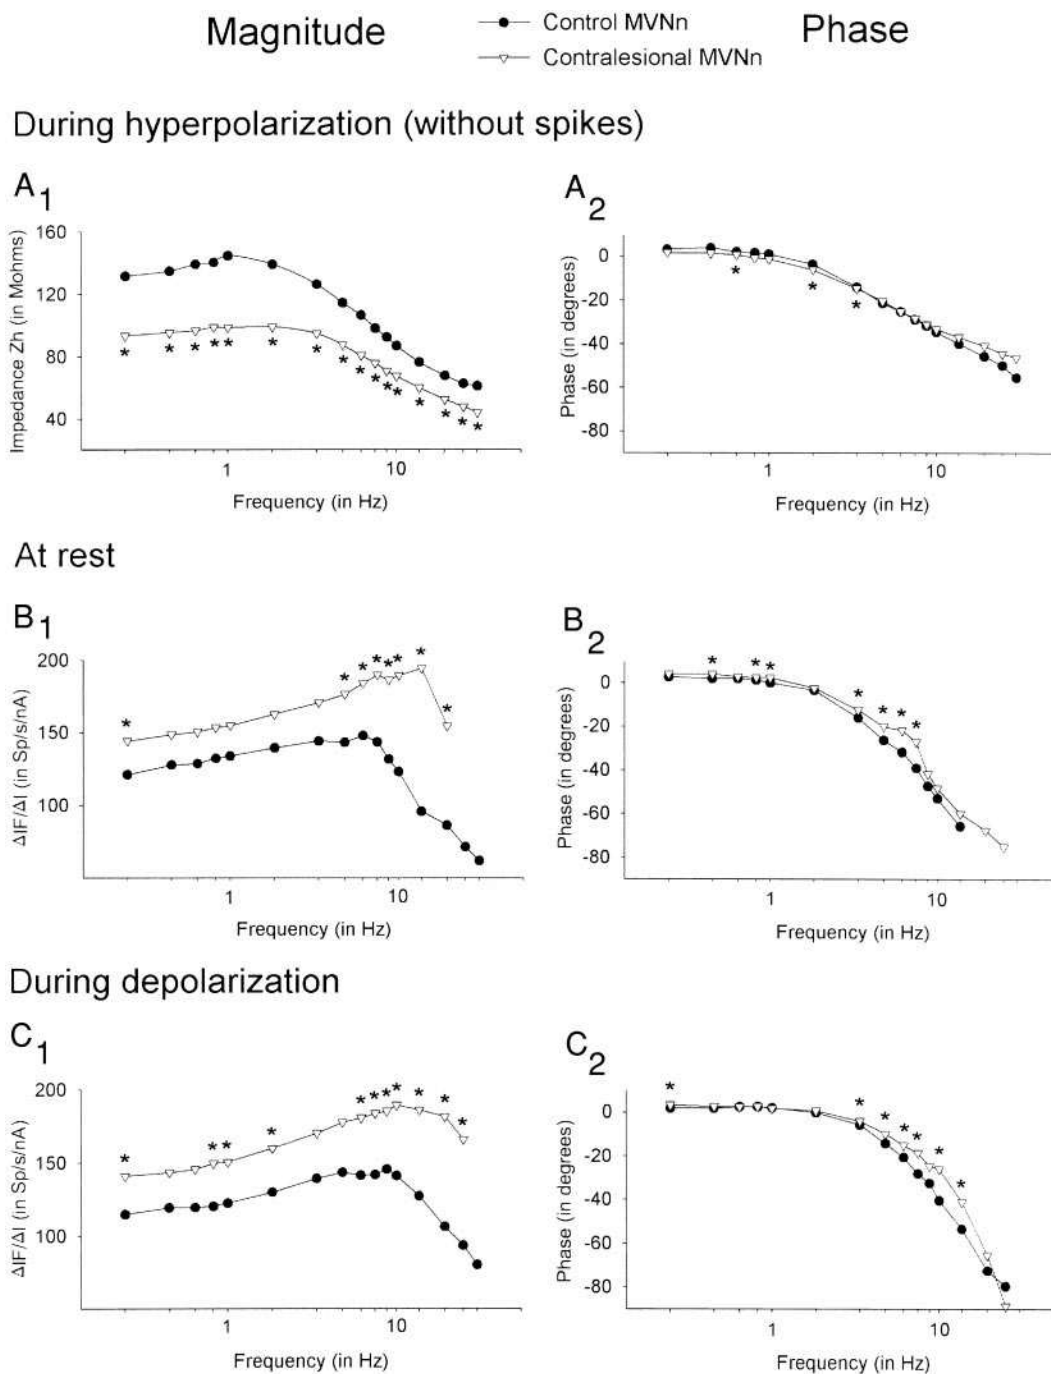 Magnitude
Control MVNn
Contralesional MVNn
Phase
During hyperpolarization (without spikes)
A1
Impedance Zh (in Mohms)
160
120
80
40
* * * * * * * * * * * * * * * *
1
10
Frequency (in Hz)
A2
Phase (in degrees)
0
-20
-40
-60
-80
* * *
1
10
Frequency (in Hz)
At rest
B1
ΔIF/ΔI (in Sp/s/nA)
200
150
100
* * * * * * * *
1
10
Frequency (in Hz)
B2
Phase (in degrees)
0
-20
-40
-60
-80
* * * * * * *
1
10
Frequency (in Hz)
During depolarization
C1
ΔIF/ΔI (in Sp/s/nA)
200
150
100
* * * * * * * * * * *
1
10
Frequency (in Hz)
C2
Phase (in degrees)
0
-20
-40
-60
-80
* * * * * * *
1
10
Frequency (in Hz)